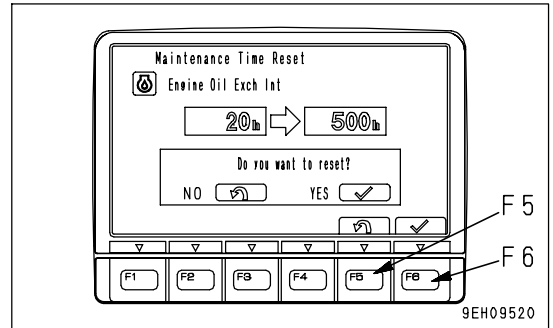 Maintenance Time Reset
Engine Oil Exch Int
20h 500h
Do you want to reset?
NO YES
F5
F6
F1 F2 F3 F4 F5 F6
9EH09520